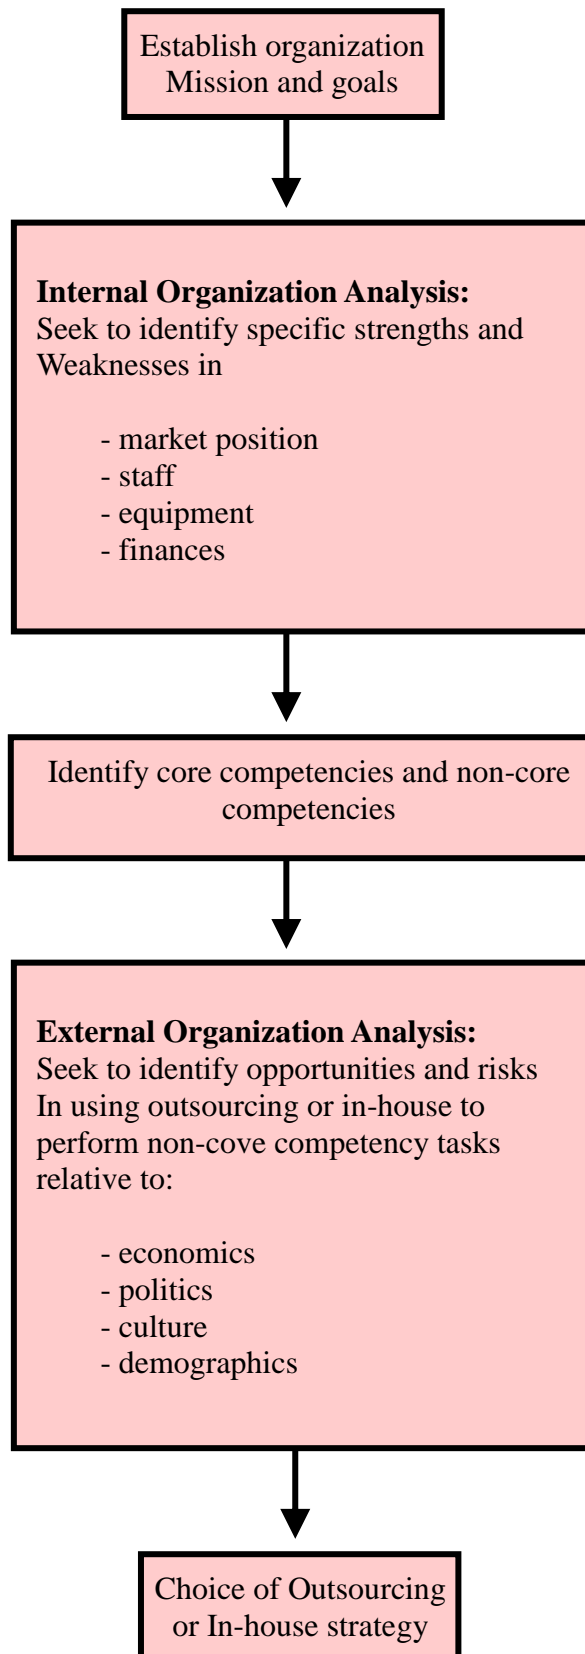 Establish organization
Mission and goals
Internal Organization Analysis:
Seek to identify specific strengths and
Weaknesses in
- market position
- staff
- equipment
- finances
Identify core competencies and non-core
competencies
External Organization Analysis:
Seek to identify opportunities and risks
In using outsourcing or in-house to
perform non-cove competency tasks
relative to:
- economics
- politics
- culture
- demographics
Choice of Outsourcing
or In-house strategy